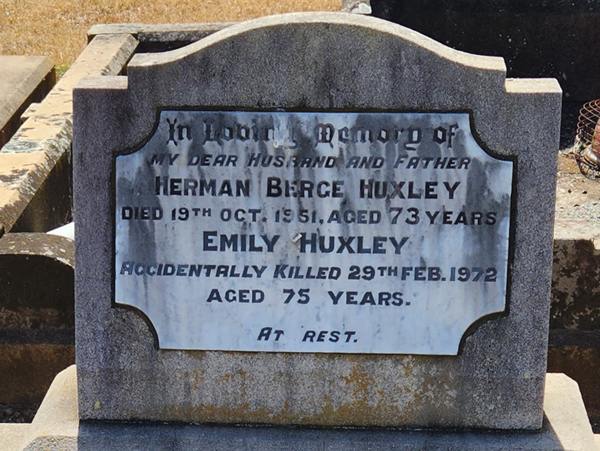 In Loving Memory of
MY DEAR HUSBAND AND FATHER
HERMAN BERGE HUXLEY
DIED 19TH OCT. 1951, AGED 73 YEARS
EMILY HUXLEY
ACCIDENTALLY KILLED 29TH FEB. 1972
AGED 75 YEARS.
AT REST.